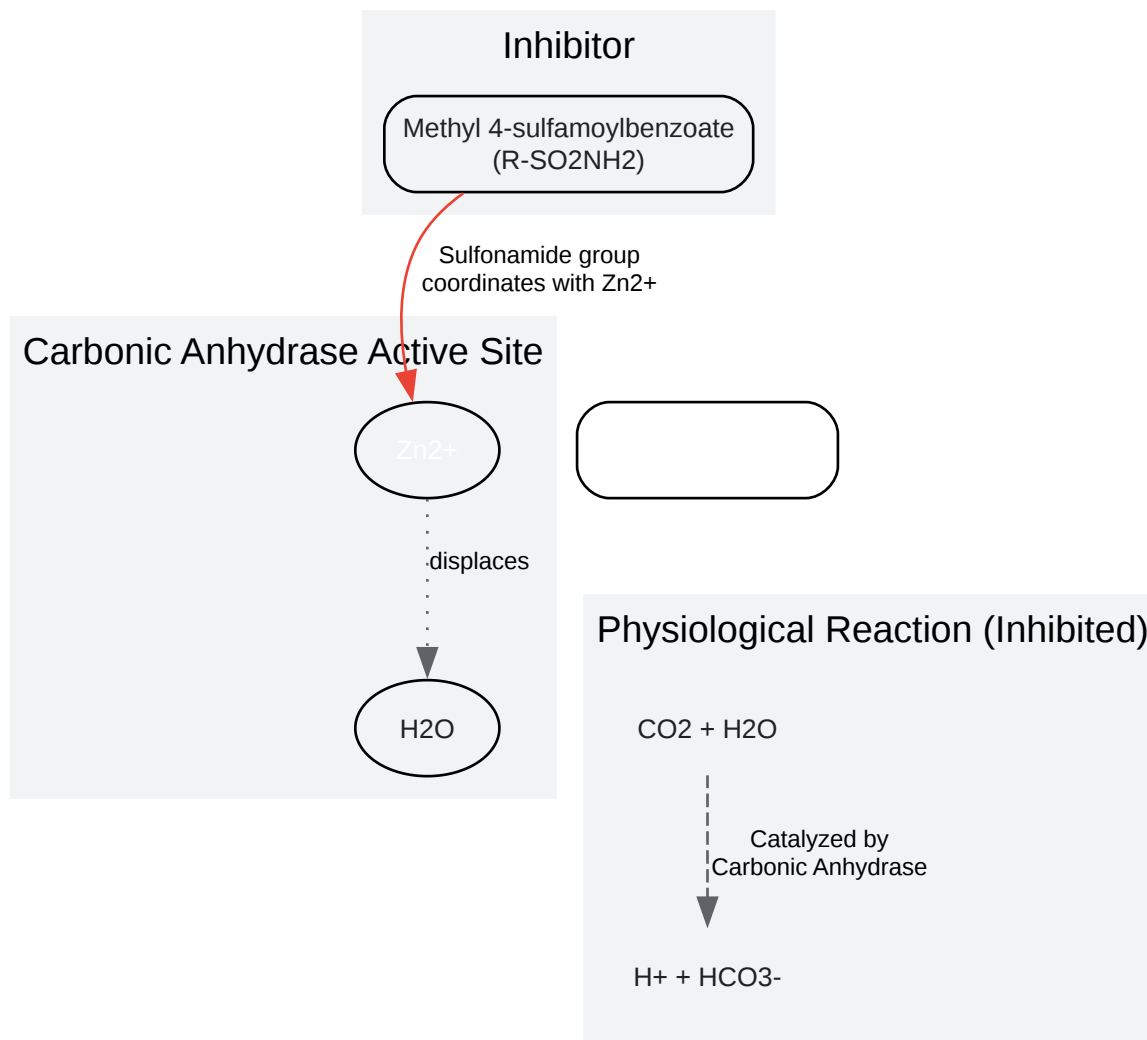 Inhibitor
Methyl 4-sulfamoylbenzoate
(R-SO2NH2)
Sulfonamide group
coordinates with Zn2+
Carbonic Anhydrase Active Site
Zn2+
displaces
H2O
Physiological Reaction (Inhibited)
CO2 + H2O
Catalyzed by
Carbonic Anhydrase
H+ + HCO3-